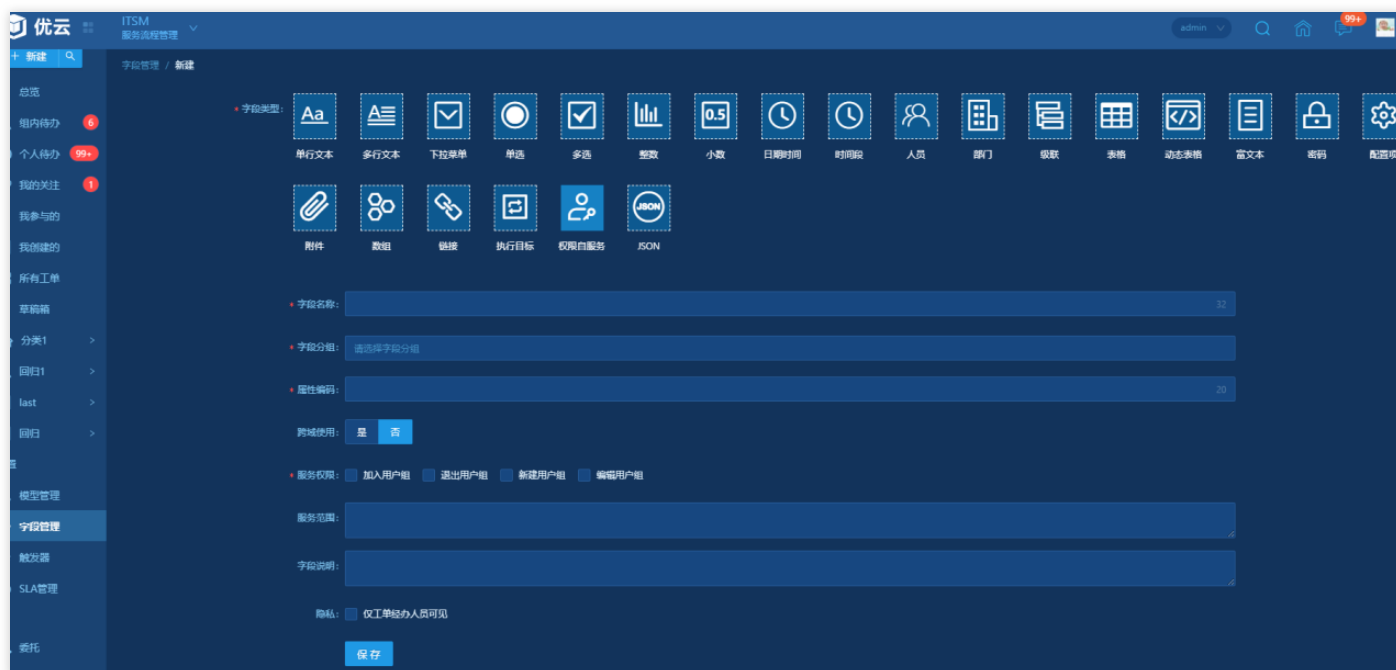 优云
ITSM
服务流程管理
admin
99+
+ 新建
字段管理 / 新建
总览
组内待办 6
个人待办 99+
我的关注 1
我参与的
我创建的
所有工单
草稿箱
分类1 >
回归1 >
last >
回归 >
置
模型管理
字段管理
触发器
SLA管理
委托
* 字段类型:
Aa A 0.5 </>
单行文本 多行文本 下拉菜单 单选 多选 整数 小数 日期时间 时间段 人员 部门 级联 表格 动态表格 富文本 密码 配置项
JSON
附件 数组 链接 执行目标 权限自服务 JSON
* 字段名称: 32
* 字段分组: 请选择字段分组
* 属性编码: 20
跨域使用: 是 否
* 服务权限: 加入用户组 退出用户组 新建用户组 编辑用户组
服务范围:
字段说明:
隐私: 仅工单经办人员可见
保存